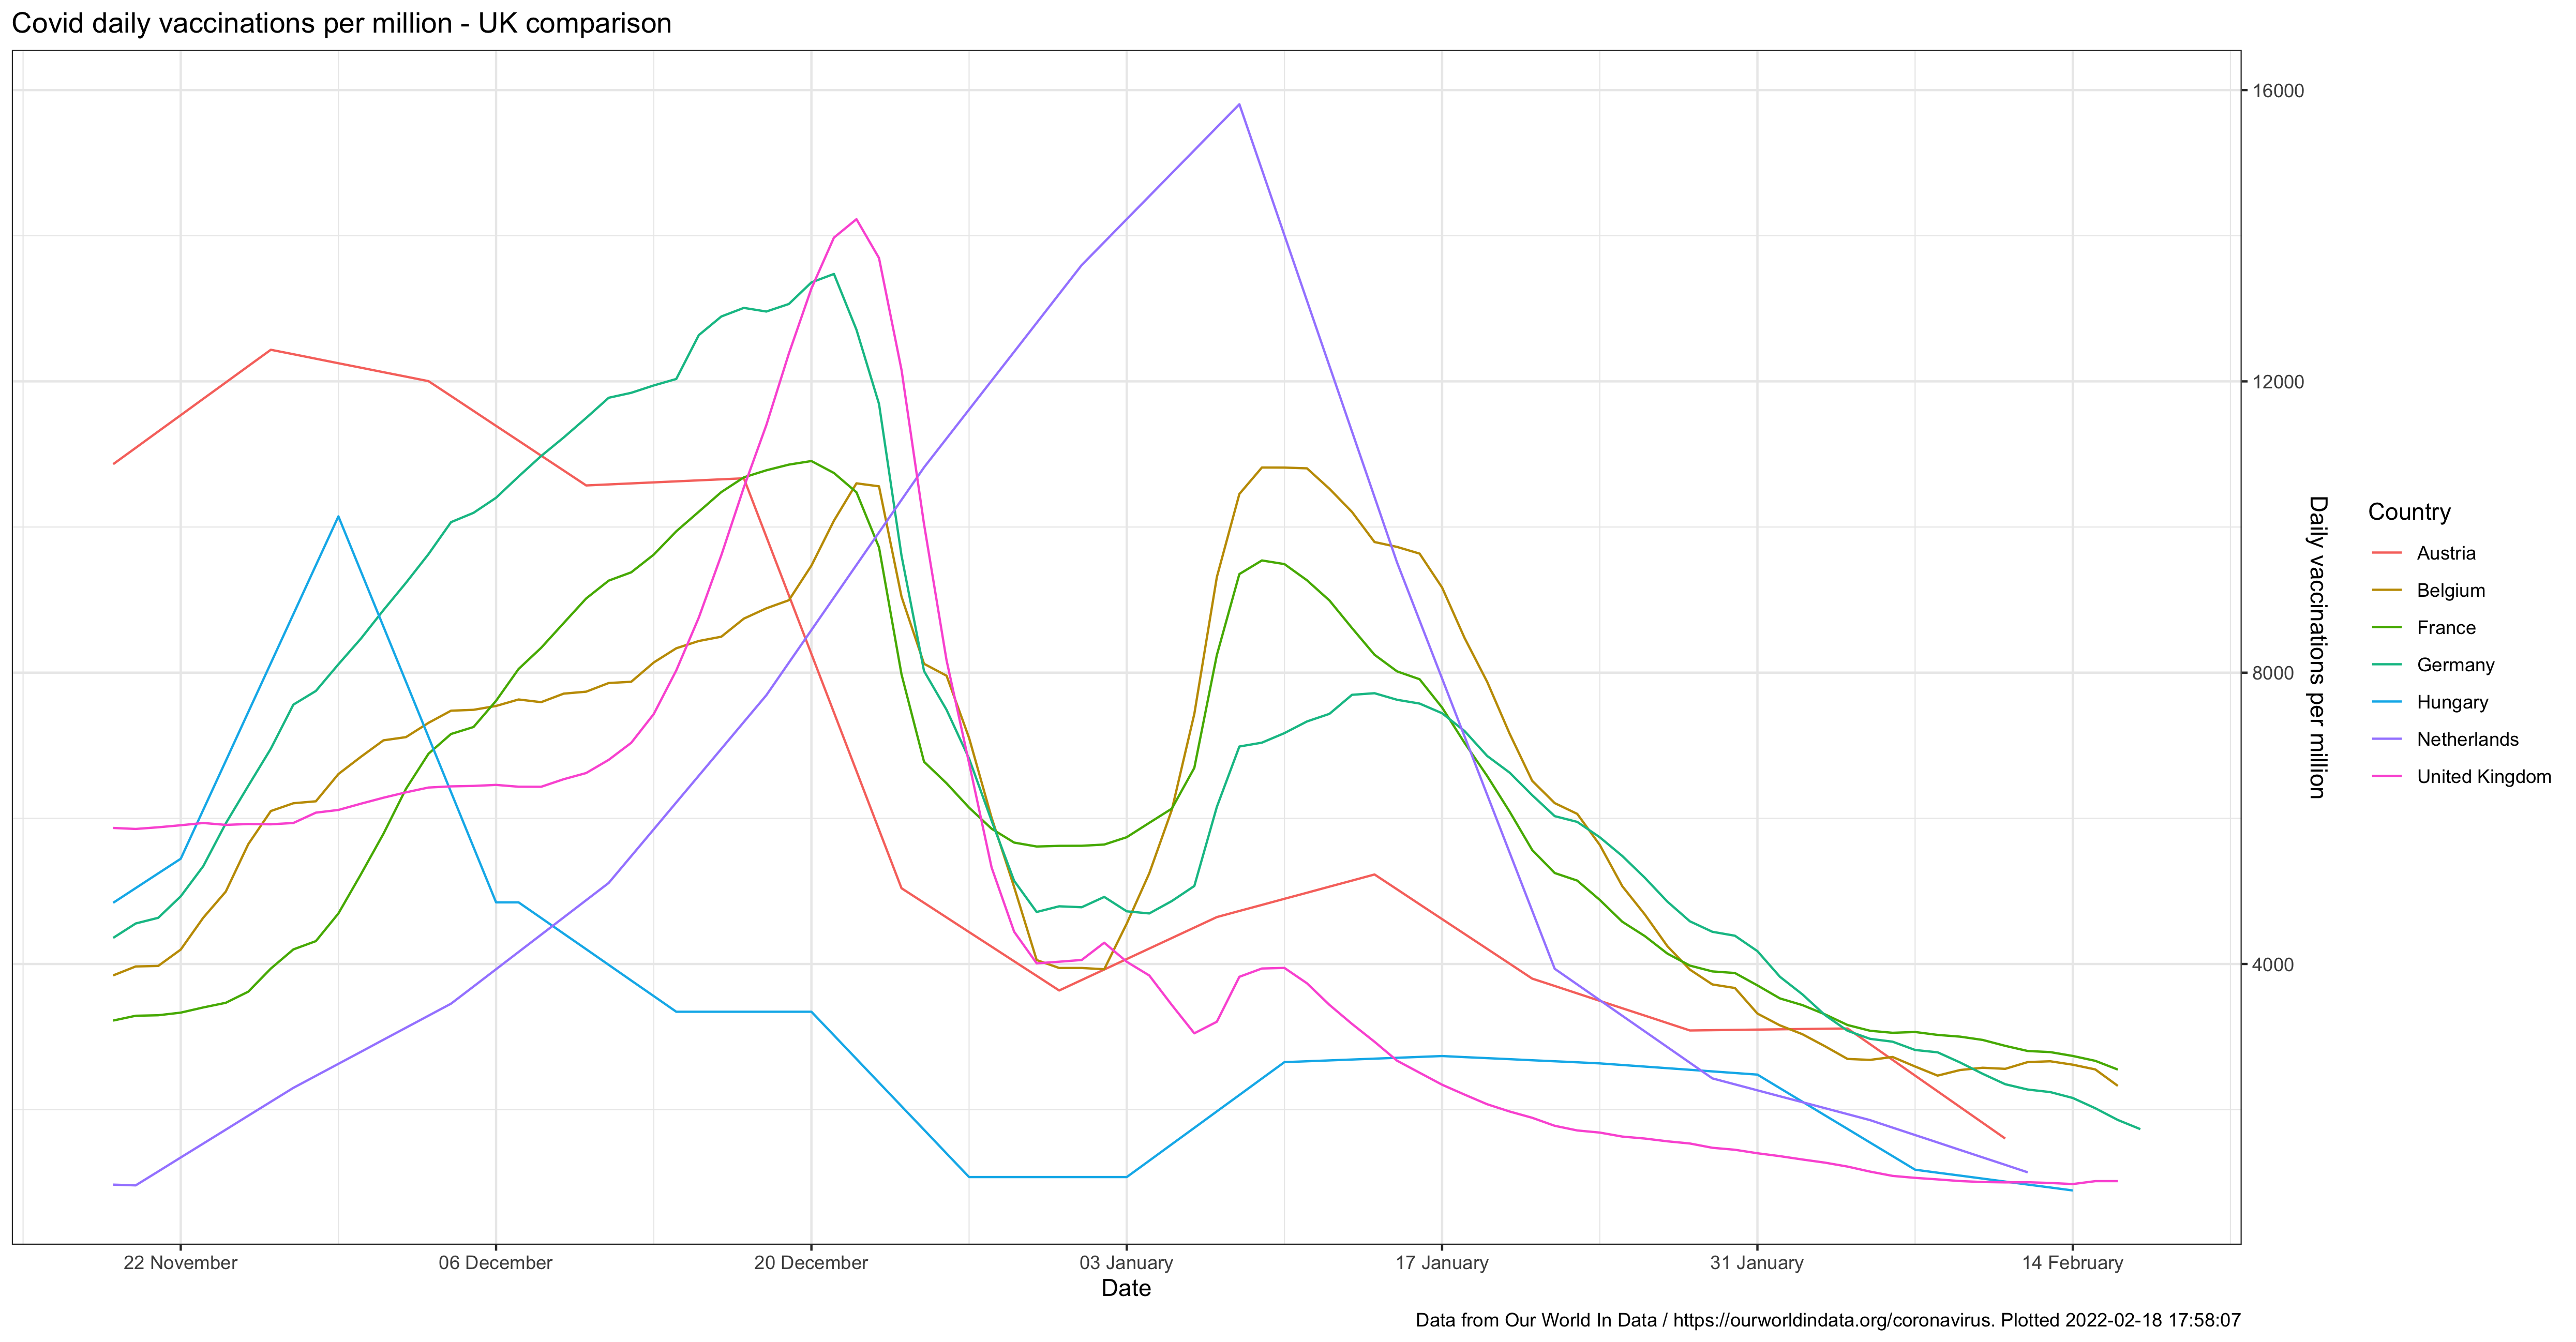 Covid daily vaccinations per million - UK comparison
16000
12000
8000
4000
Daily vaccinations per million
Country
Austria
Belgium
France
Germany
Hungary
Netherlands
United Kingdom
22 November
06 December
20 December
03 January
17 January
31 January
14 February
Date
Data from Our World In Data / https://ourworldindata.org/coronavirus. Plotted 2022-02-18 17:58:07